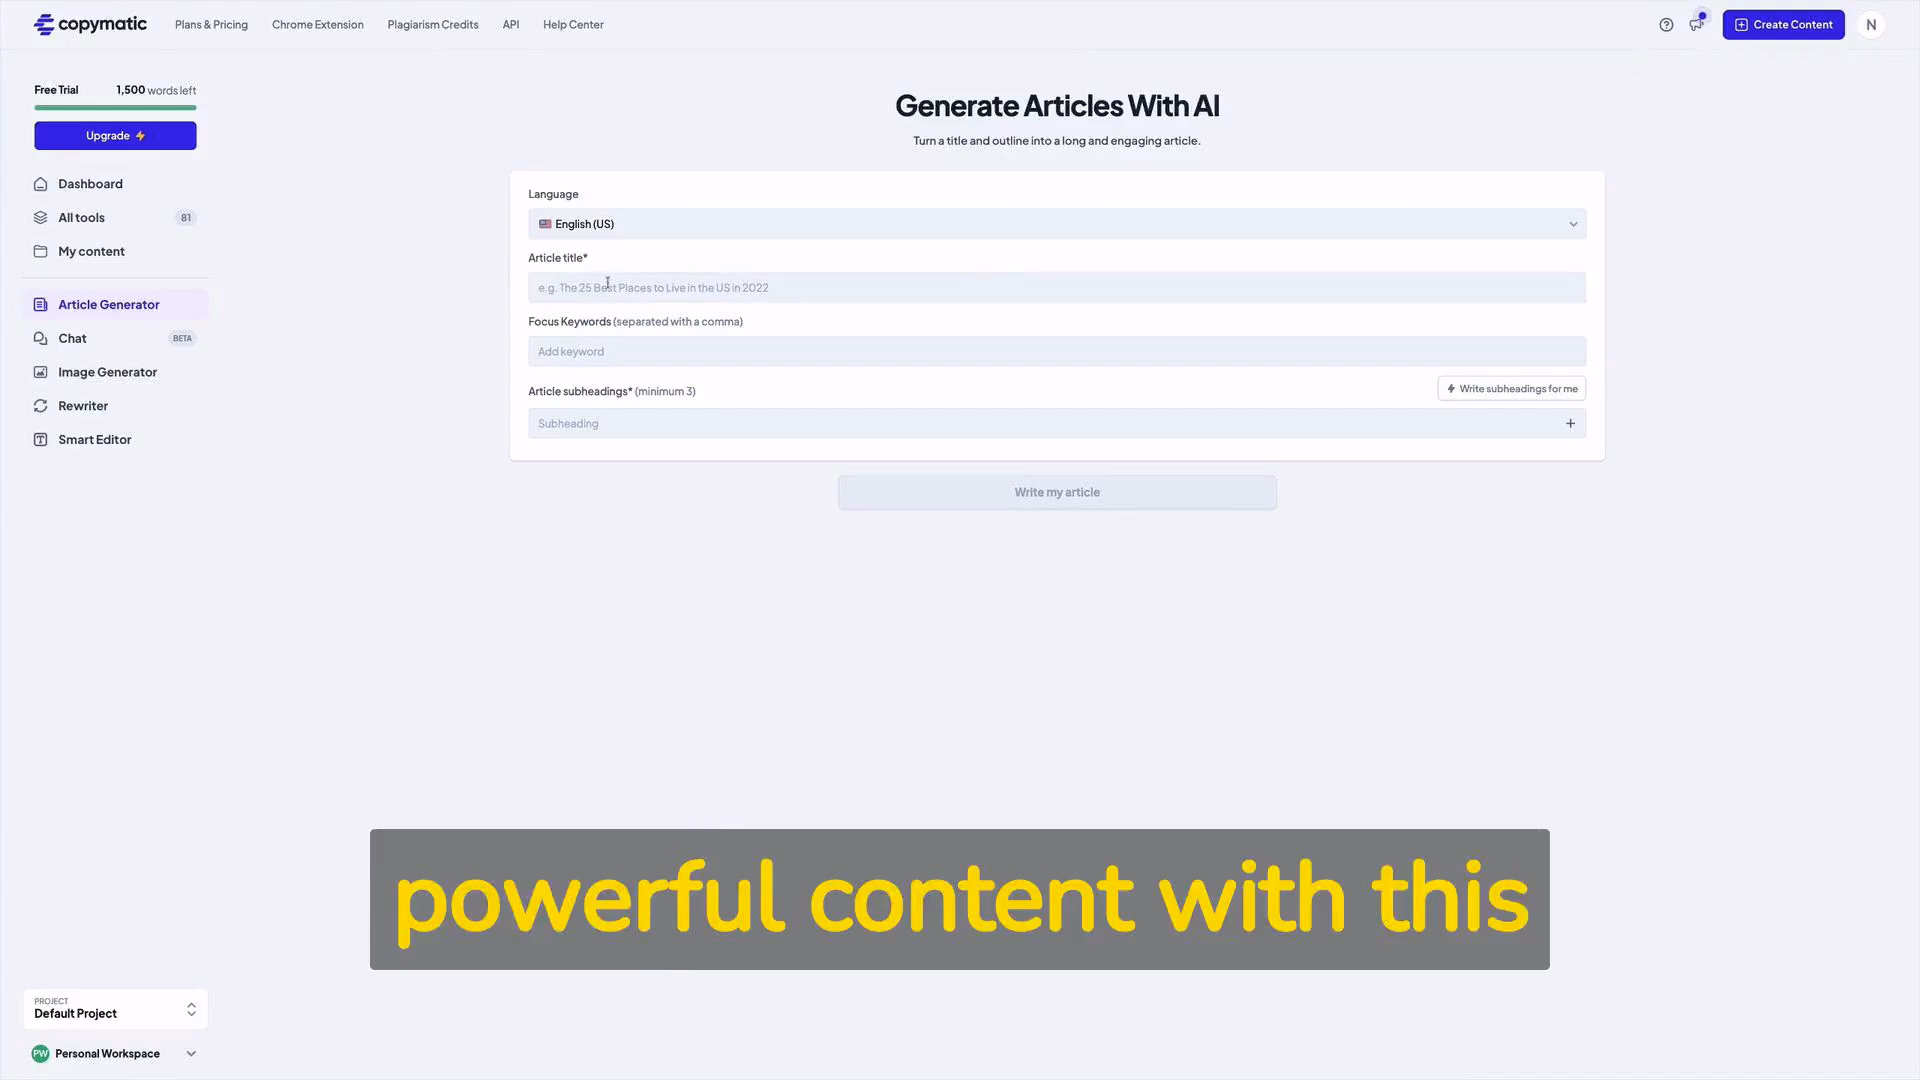 copymatic
Plans & Pricing
Chrome Extension
Plagiarism Credits
API
Help Center
Create Content
N
Free Trial
1,500 words left
Upgrade
Dashboard
All tools
81
My content
Article Generator
Chat
BETA
Image Generator
Rewriter
Smart Editor
Generate Articles With AI
Turn a title and outline into a long and engaging article.
Language
English (US)
Article title*
e.g. The 25 Best Places to Live in the US in 2022
Focus Keywords (separated with a comma)
Add keyword
Article subheadings* (minimum 3)
Write subheadings for me
Subheading
Write my article
powerful content with this
PROJECT
Default Project
PW
Personal Workspace